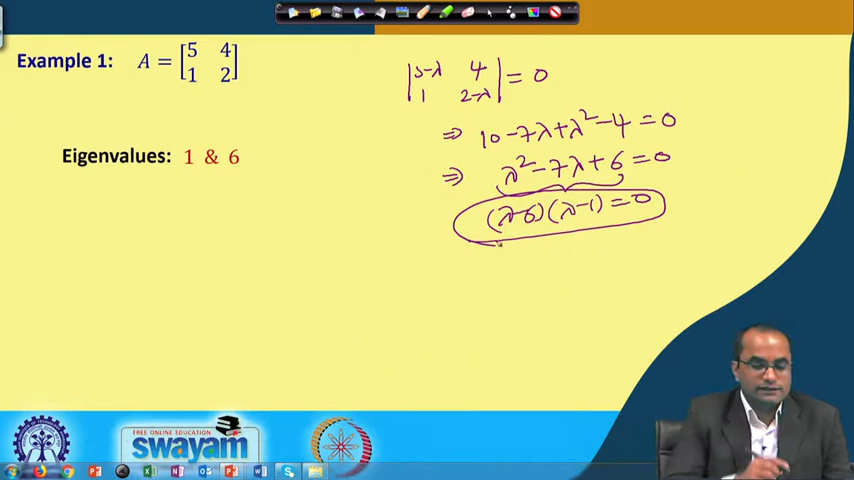 Example 1: A = [5 4
1 2]
Eigenvalues: 1 & 6
|5-λ 4
1 2-λ| = 0
⇒ 10-7λ+λ²-4=0
⇒ λ²-7λ+6=0
(λ-6)(λ-1)=0
FREE ONLINE EDUCATION
swayam